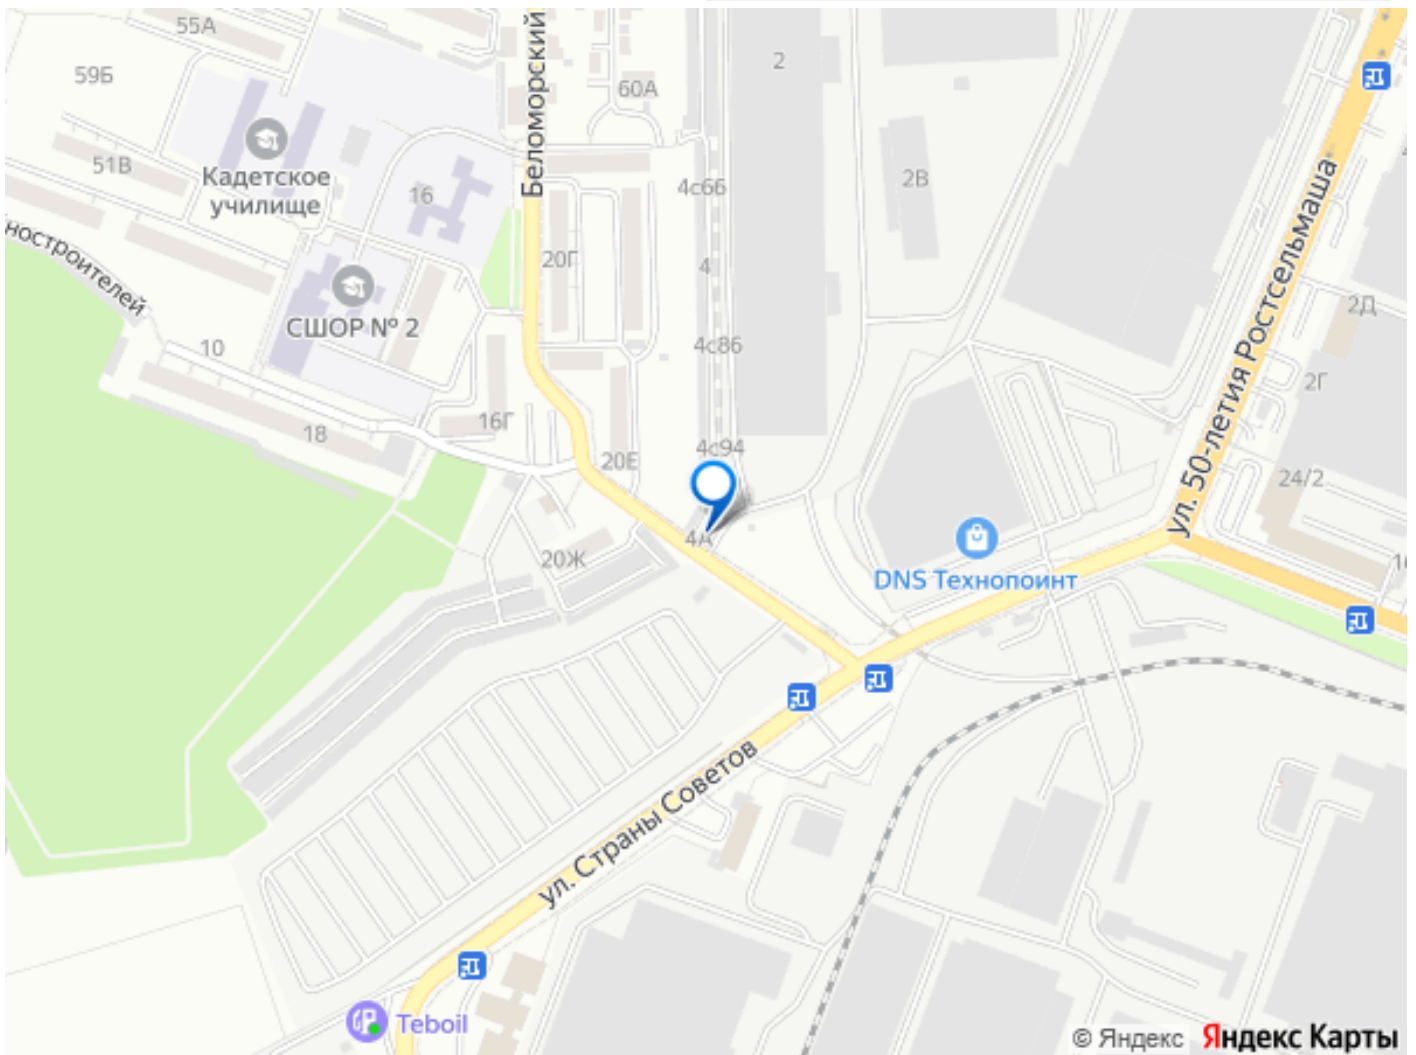 55А
59Б
60А
2
Беломорский
Кадетское
училище
51В
16
4с66
2В
ул. 50-летия Ростсельмаша
20Г
4
ностроителей
СШОР № 2
2Д
10
4с86
2Г
16Г
18
20Е
4с94
24/2
4А
20Ж
DNS Технопоинт
ул. Страны Советов
Teboil
© Яндекс Яндекс Карты